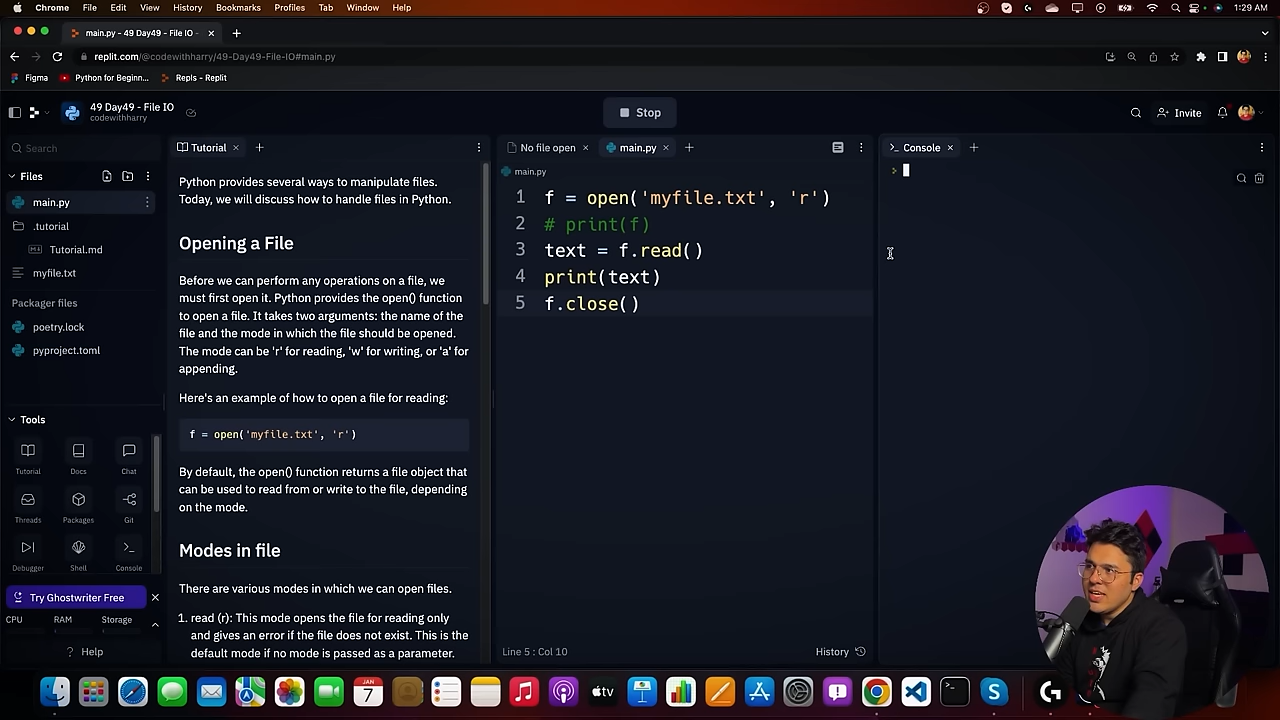 Chrome File Edit View History Bookmarks Profiles Tab Window Help 1:29 AM
main.py - 49 Day49 - File IO -
replit.com/@codewithharry/49-Day49-File-IO#main.py
Figma Python for Beginn... Repls - Replit
49 Day49 - File IO
codewithharry
Stop
Invite
Search
Files
main.py
.tutorial
Tutorial.md
myfile.txt
Packager files
poetry.lock
pyproject.toml
Tools
Tutorial Docs Chat
Threads Packages Git
Debugger Shell Console
Try Ghostwriter Free
CPU RAM Storage
Help
Tutorial
Python provides several ways to manipulate files.
Today, we will discuss how to handle files in Python.
Opening a File
Before we can perform any operations on a file, we
must first open it. Python provides the open() function
to open a file. It takes two arguments: the name of the
file and the mode in which the file should be opened.
The mode can be 'r' for reading, 'w' for writing, or 'a' for
appending.
Here's an example of how to open a file for reading:
f = open('myfile.txt', 'r')
By default, the open() function returns a file object that
can be used to read from or write to the file, depending
on the mode.
Modes in file
There are various modes in which we can open files.
1. read (r): This mode opens the file for reading only
and gives an error if the file does not exist. This is the
default mode if no mode is passed as a parameter.
No file open main.py
main.py
1 f = open('myfile.txt', 'r')
2 # print(f)
3 text = f.read()
4 print(text)
5 f.close()
Line 5 : Col 10 History
Console
JAN
7
tv